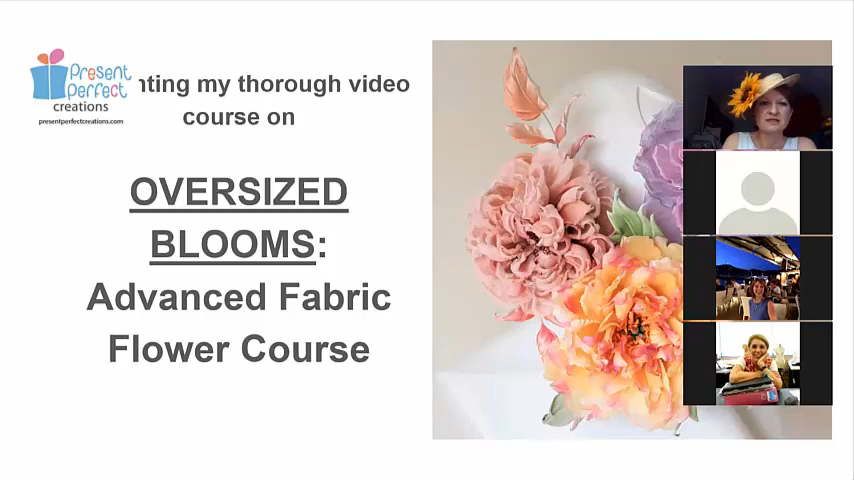 Present
Perfect
creations
presentperfectcreations.com
nting my thorough video
course on
OVERSIZED
BLOOMS:
Advanced Fabric
Flower Course